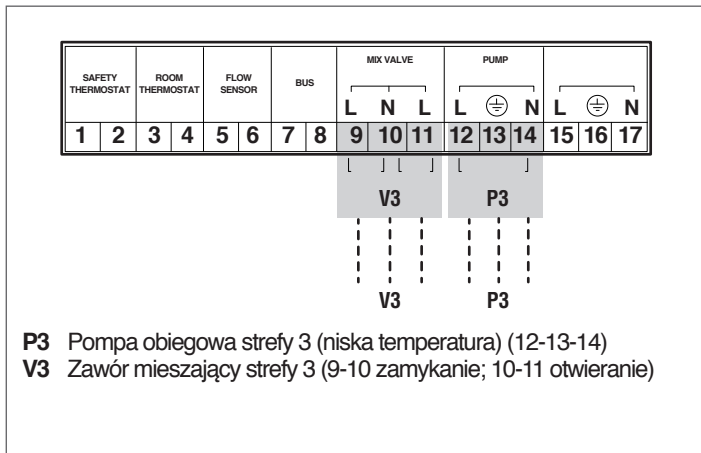 SAFETY THERMOSTAT
ROOM THERMOSTAT
FLOW SENSOR
BUS
MIX VALVE
PUMP
L N L L N L N
1 2 3 4 5 6 7 8 9 10 11 12 13 14 15 16 17
V3 P3
V3 P3
P3 Pompa obiegowa strefy 3 (niska temperatura) (12-13-14)
V3 Zawór mieszający strefy 3 (9-10 zamykanie; 10-11 otwieranie)